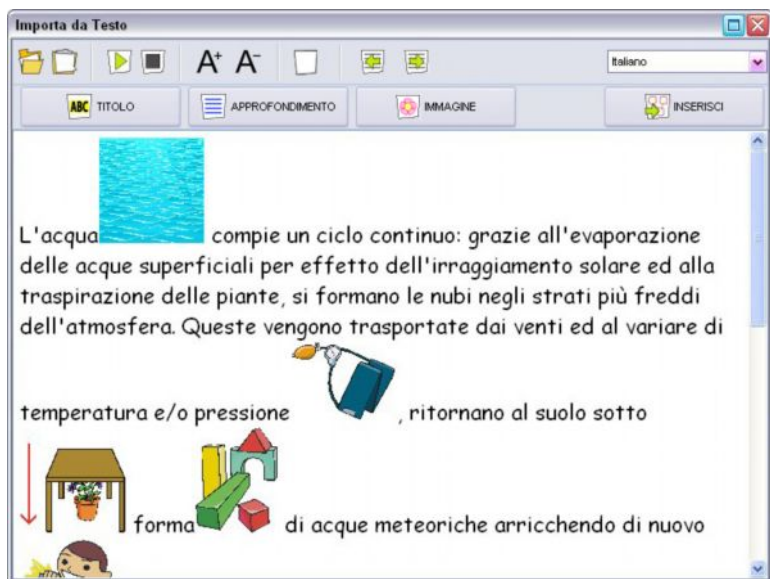 Importa da Testo
A+ A-
Italiano
ABC TITOLO
APPROFONDIMENTO
IMMAGINE
INSERISCI
L'acqua compie un ciclo continuo: grazie all'evaporazione
delle acque superficiali per effetto dell'irraggiamento solare ed alla
traspirazione delle piante, si formano le nubi negli strati più freddi
dell'atmosfera. Queste vengono trasportate dai venti ed al variare di
temperatura e/o pressione , ritornano al suolo sotto
forma di acque meteoriche arricchendo di nuovo